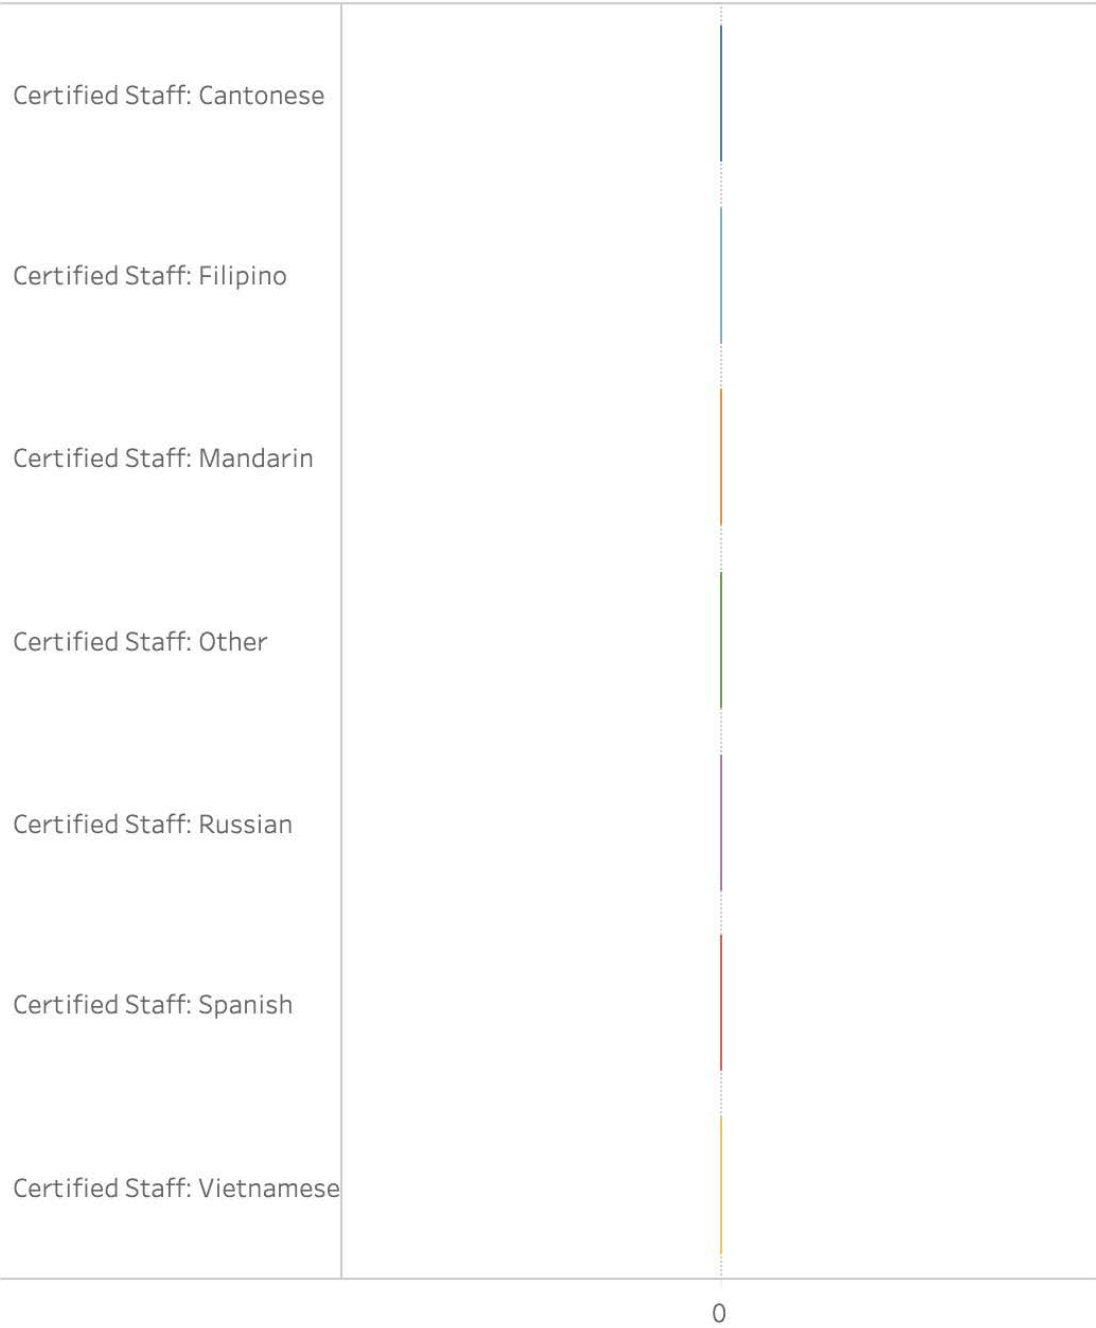 Certified Staff: Cantonese
Certified Staff: Filipino
Certified Staff: Mandarin
Certified Staff: Other
Certified Staff: Russian
Certified Staff: Spanish
Certified Staff: Vietnamese
0